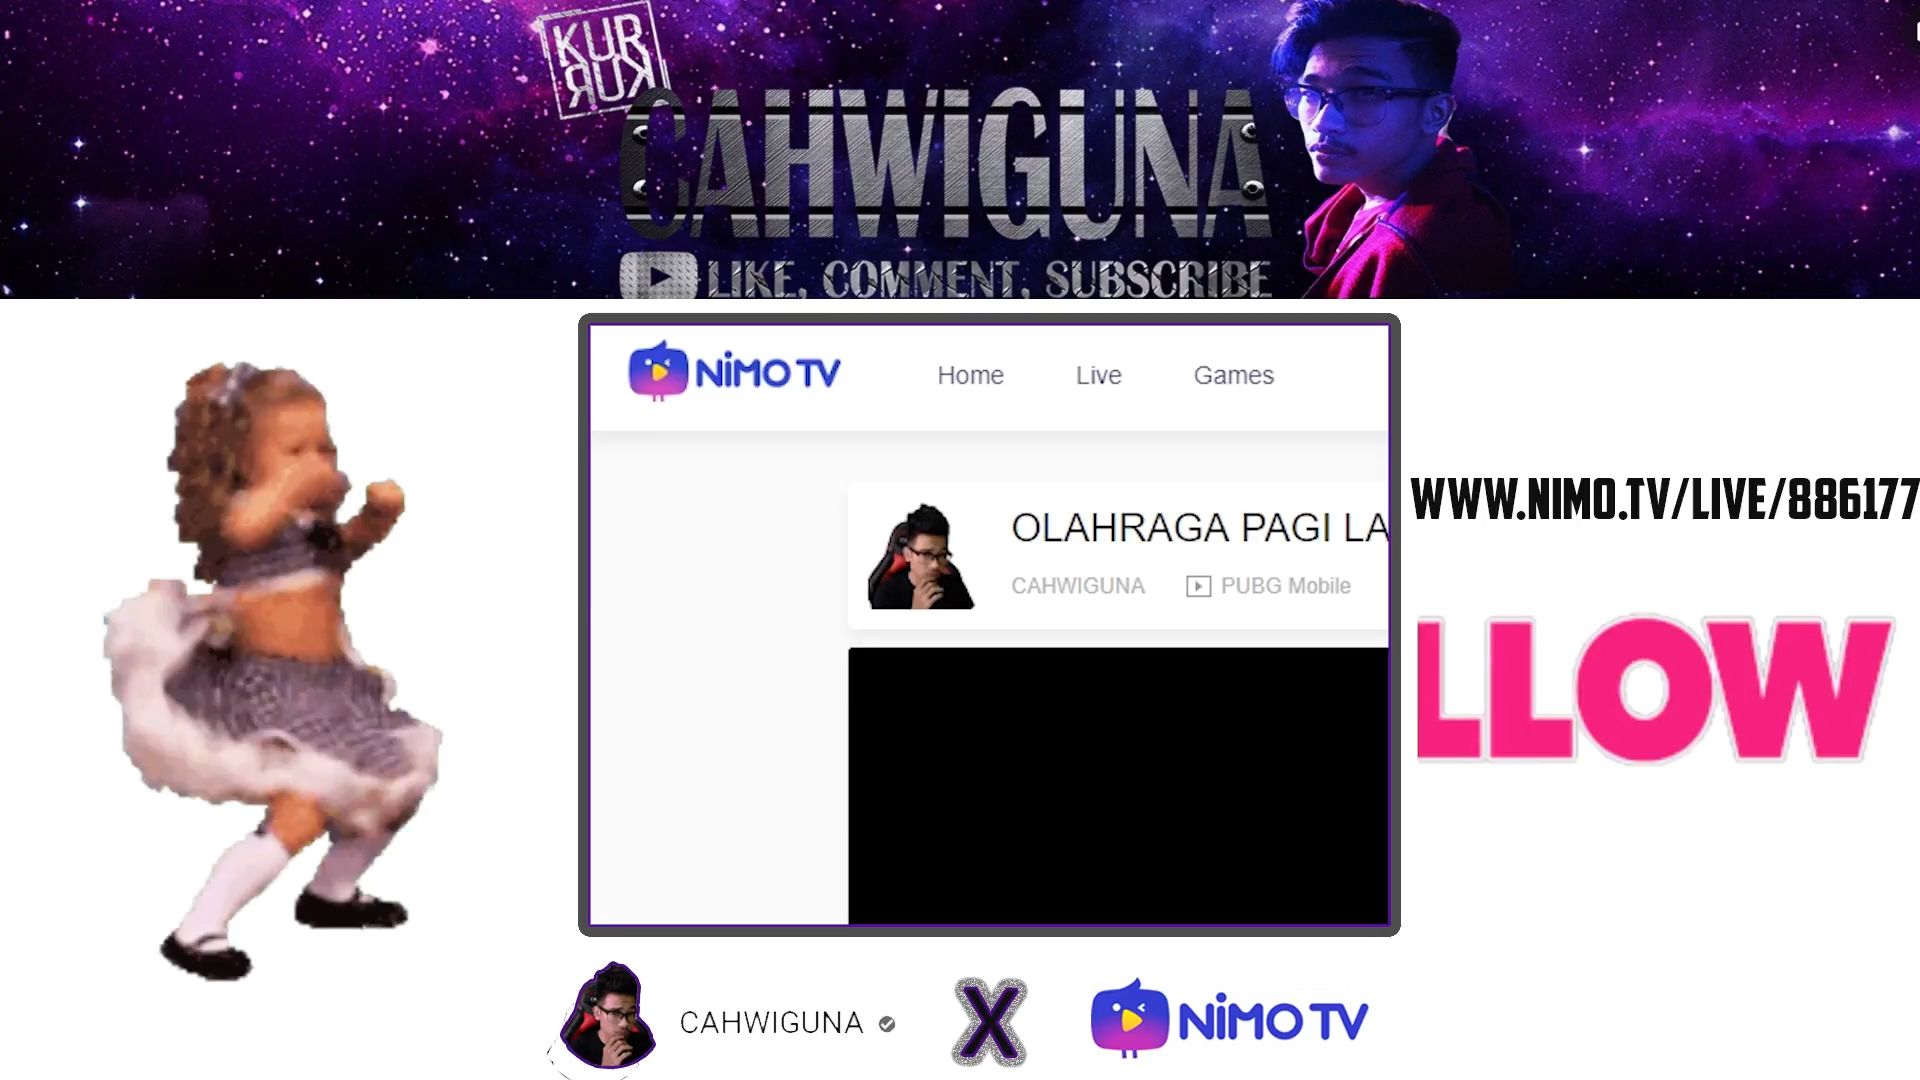 KUR
RUK
CAHWIGUNA
LIKE, COMMENT, SUBSCRIBE
NiMO TV
Home
Live
Games
OLAHRAGA PAGI LA
CAHWIGUNA
PUBG Mobile
WWW.NIMO.TV/LIVE/886177
LLOW
CAHWIGUNA
X
NiMO TV